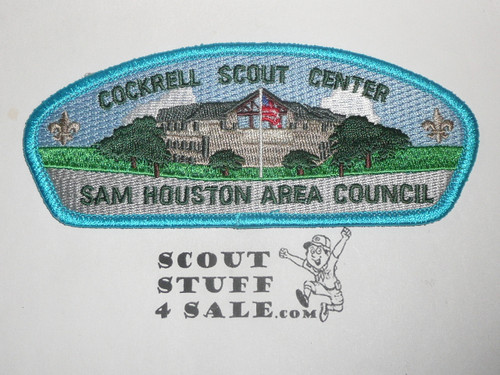 COCKRELL SCOUT CENTER
SAM HOUSTON AREA COUNCIL
SCOUT
STUFF
4 SALE.com